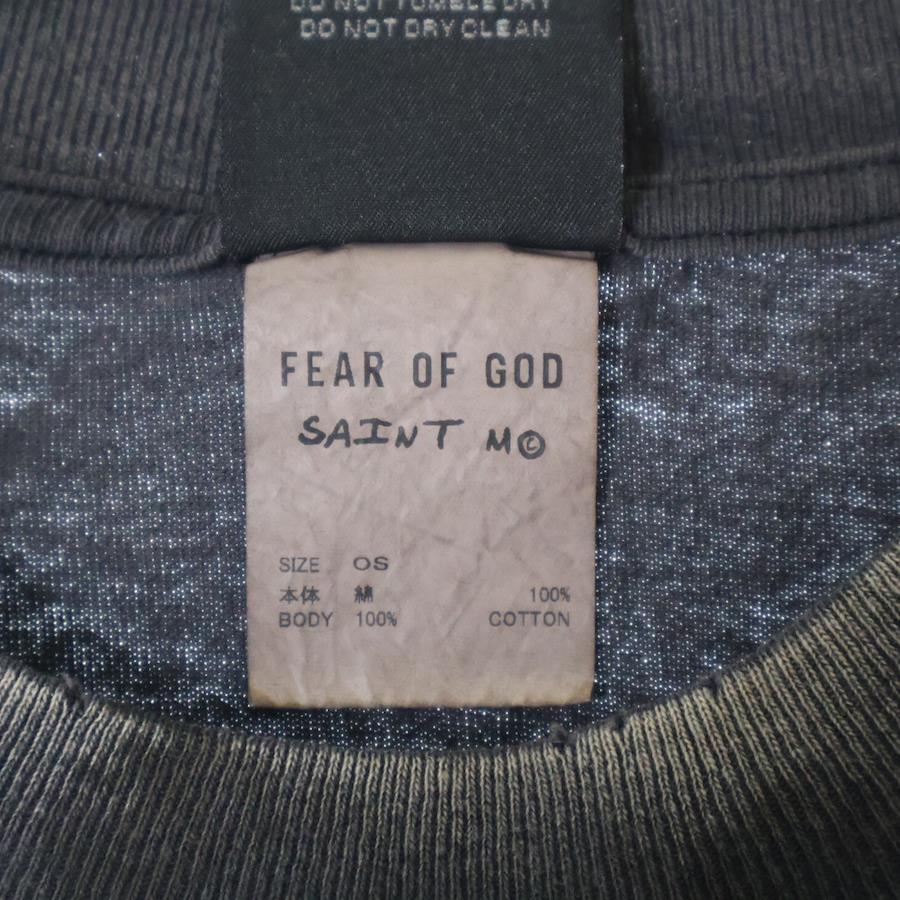 DO NOT TUMBLE DRY
DO NOT DRY CLEAN
FEAR OF GOD
SAINT M©
SIZE OS
本体 綿 100%
BODY 100% COTTON